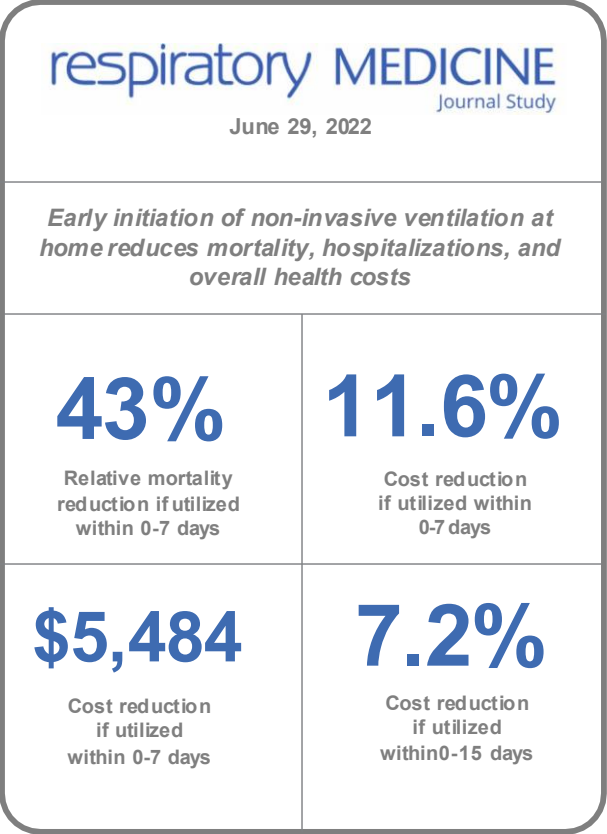 respiratory MEDICINE
Journal Study
June 29, 2022
Early initiation of non-invasive ventilation at
home reduces mortality, hospitalizations, and
overall health costs
43%
Relative mortality
reduction if utilized
within 0-7 days
11.6%
Cost reduction
if utilized within
0-7 days
$5,484
Cost reduction
if utilized
within 0-7 days
7.2%
Cost reduction
if utilized
within0-15 days